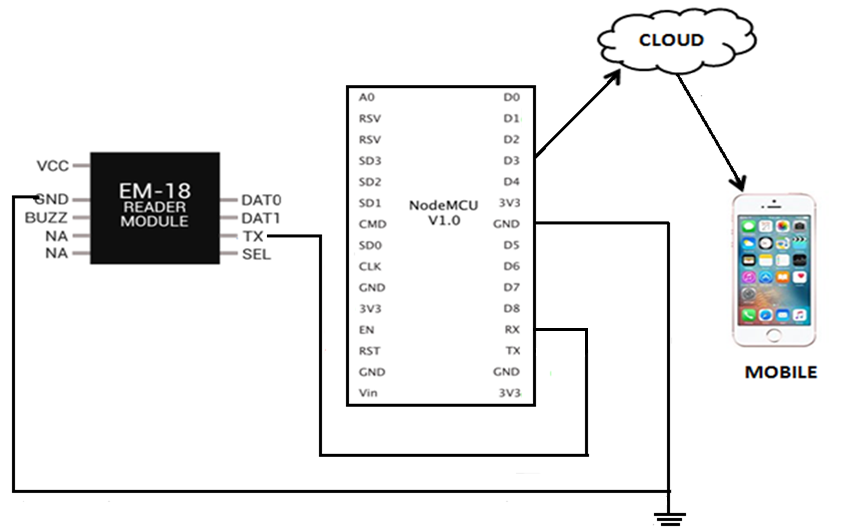 CLOUD
VCC
GND
BUZZ
NA
NA
EM-18
READER
MODULE
DAT0
DAT1
TX
SEL
A0
RSV
RSV
SD3
SD2
SD1
CMD
SD0
CLK
GND
3V3
EN
RST
GND
Vin
NodeMCU
V1.0
D0
D1
D2
D3
D4
3V3
GND
D5
D6
D7
D8
RX
TX
GND
3V3
MOBILE